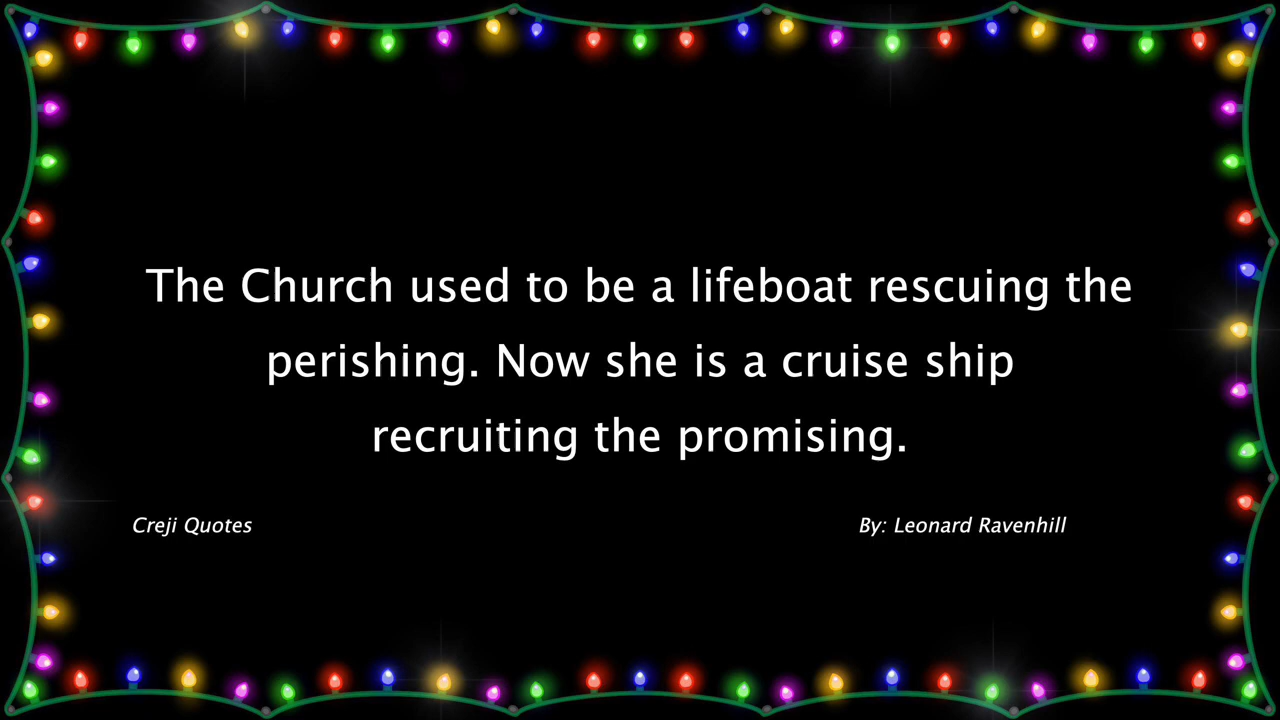 The Church used to be a lifeboat rescuing the
perishing. Now she is a cruise ship
recruiting the promising.
Creji Quotes
By: Leonard Ravenhill